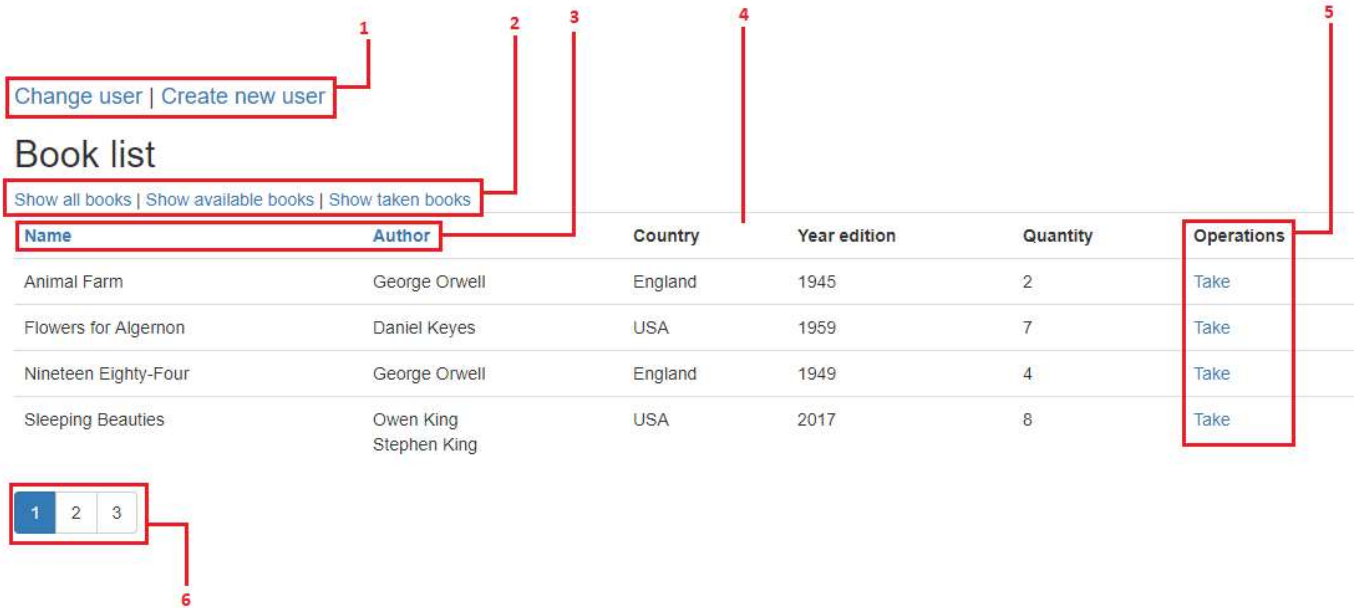 1 2 3 4 5
Change user | Create new user
Book list
Show all books | Show available books | Show taken books
Name Author Country Year edition Quantity Operations
Animal Farm George Orwell England 1945 2 Take
Flowers for Algernon Daniel Keyes USA 1959 7 Take
Nineteen Eighty-Four George Orwell England 1949 4 Take
Sleeping Beauties Owen King USA 2017 8 Take
Stephen King
1 2 3
6